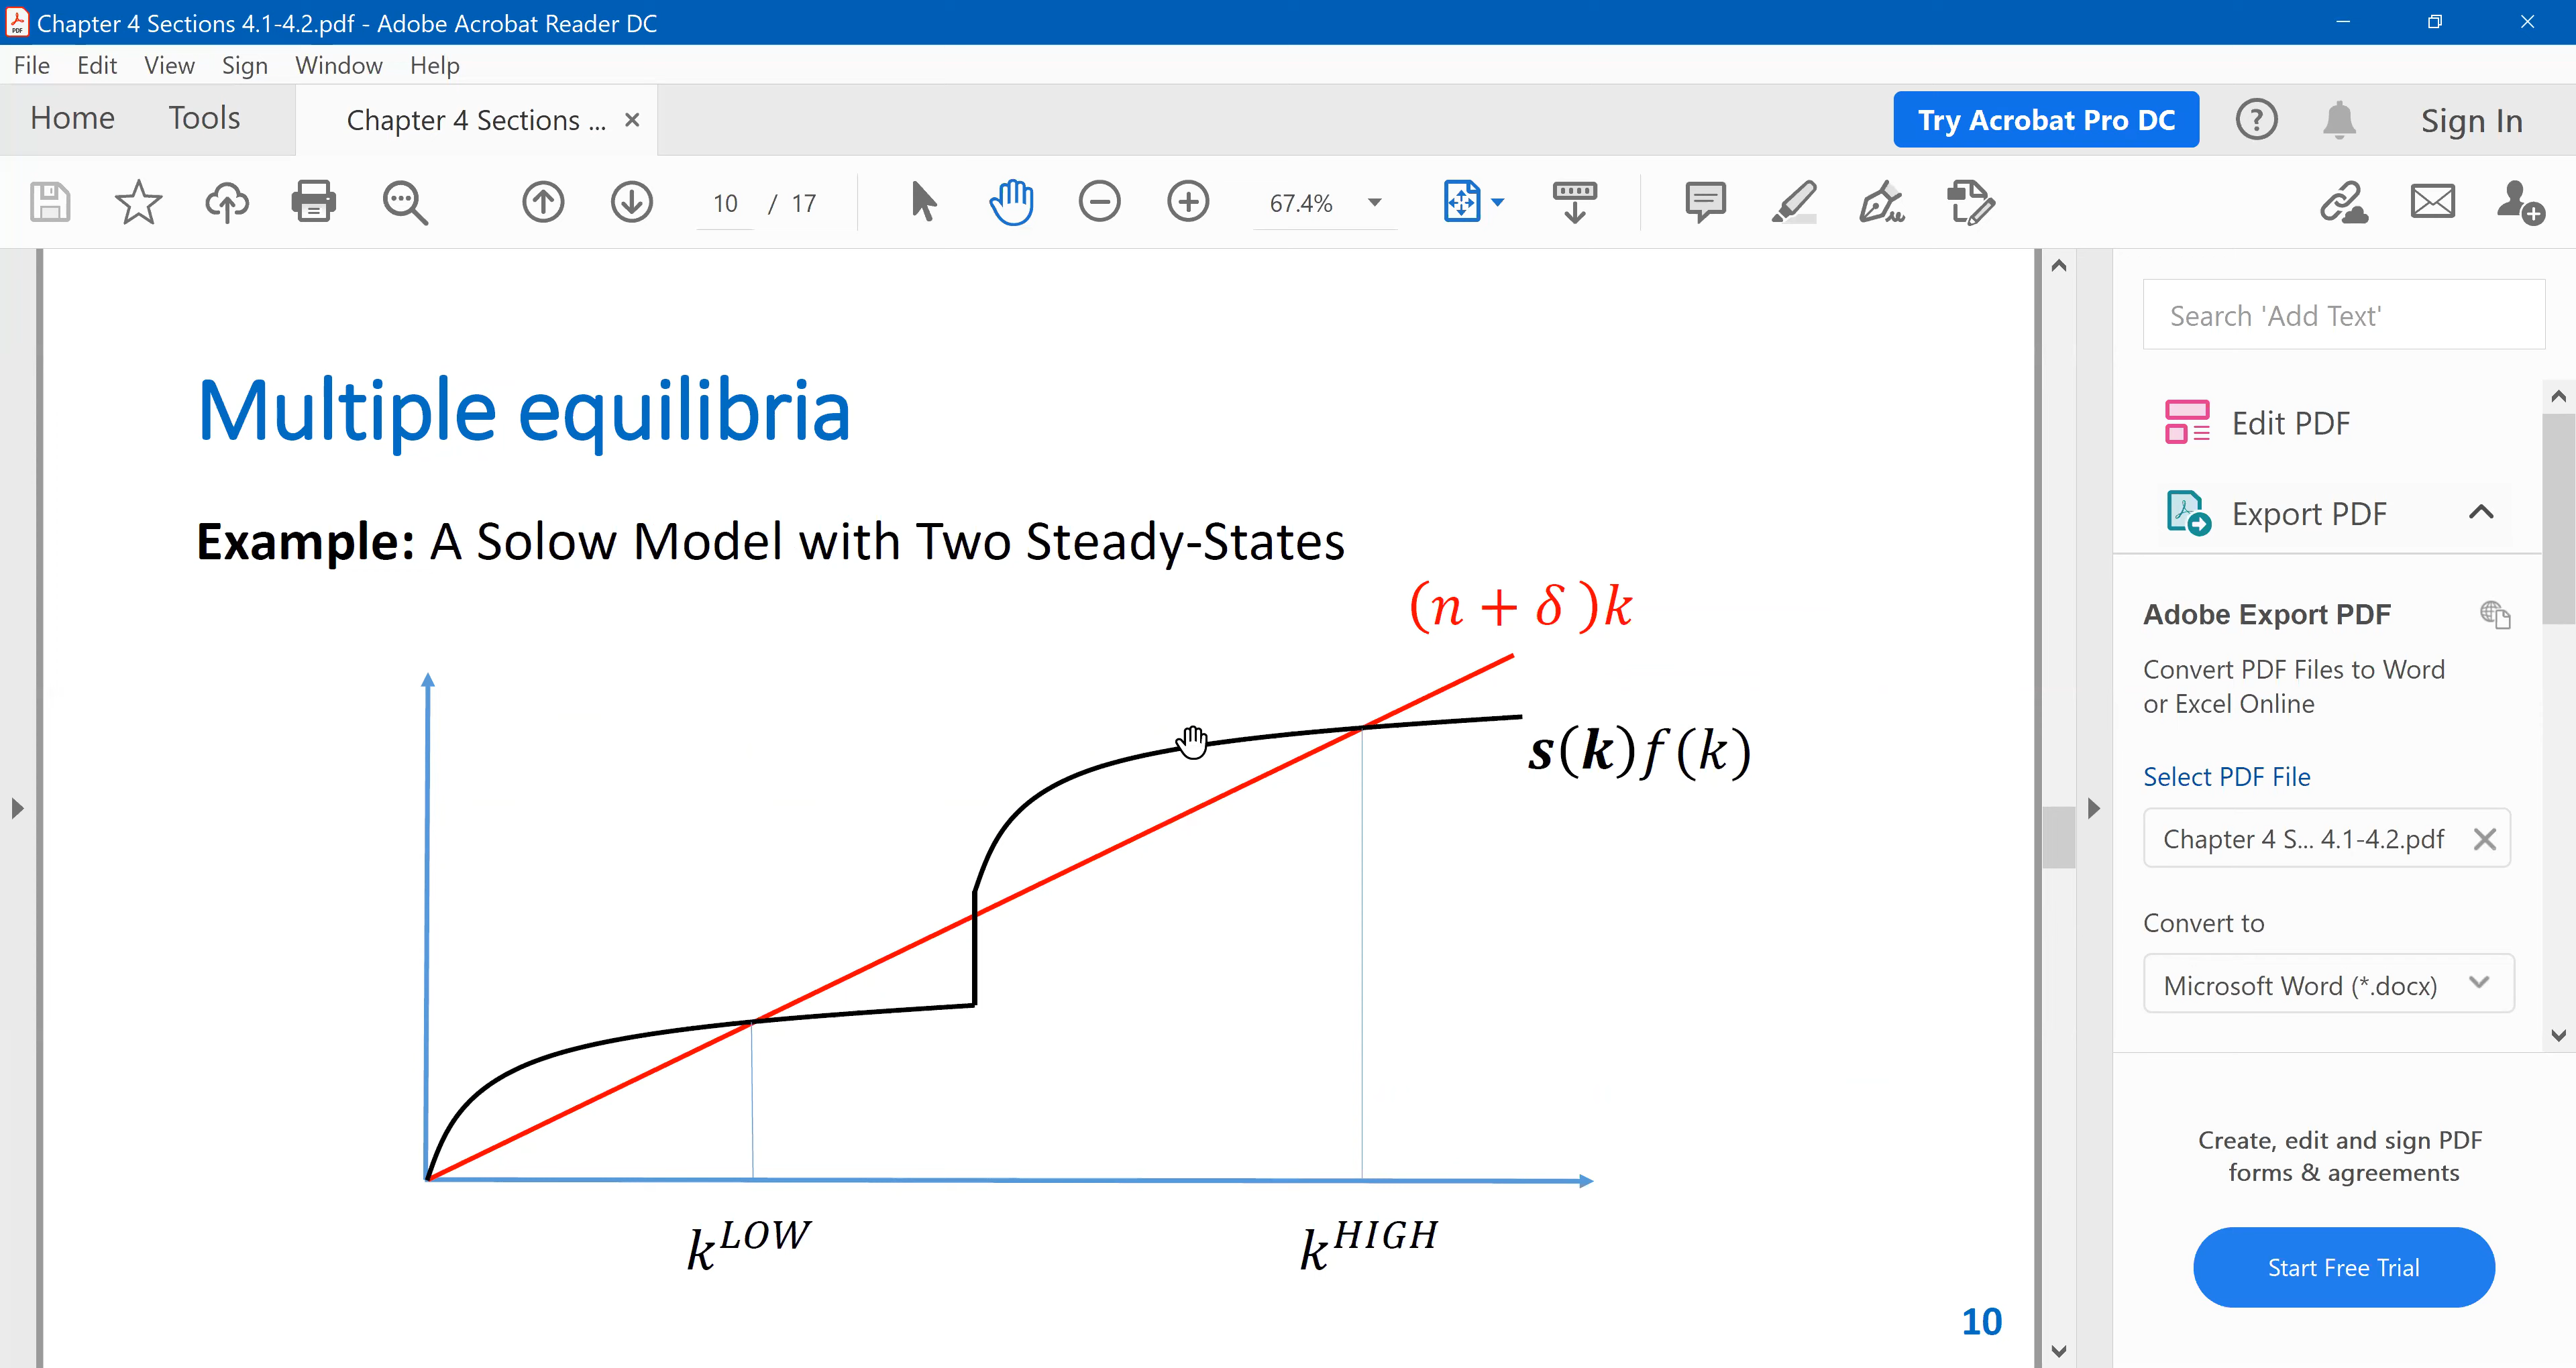 Chapter 4 Sections 4.1-4.2.pdf - Adobe Acrobat Reader DC
File Edit View Sign Window Help
Home Tools Chapter 4 Sections ... Try Acrobat Pro DC Sign In
10 / 17 67.4%
Search 'Add Text'
Multiple equilibria
Edit PDF
Export PDF
Example: A Solow Model with Two Steady-States
(n + δ )k
Adobe Export PDF
Convert PDF Files to Word
or Excel Online
s(k)f(k)
Select PDF File
Chapter 4 S... 4.1-4.2.pdf
Convert to
Microsoft Word (*.docx)
Create, edit and sign PDF
forms & agreements
k^LOW k^HIGH
Start Free Trial
10